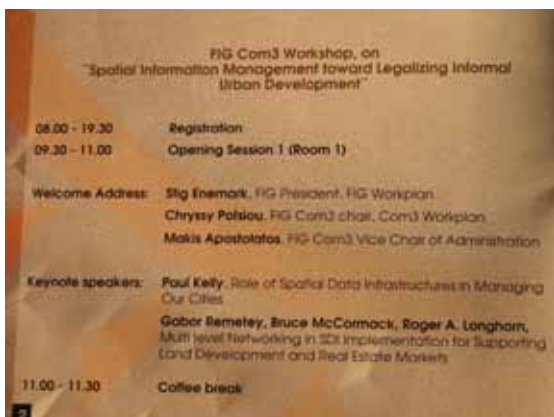 FIG Com3 Workshop, on
"Spatial Information Management toward Legalizing Informal
Urban Development"
08.00 - 19.30 Registration
09.30 - 11.00 Opening Session 1 (Room 1)
Welcome Address: Stig Enemark, FIG President, FIG Workplan
Chryssy Potsiou, FIG Com3 chair, Com3 Workplan
Makis Apostolatos, FIG Com3 Vice Chair of Administration
Keynote speakers: Paul Kelly, Role of Spatial Data Infrastructures in Managing
Our Cities
Gabor Remetey, Bruce McCormack, Roger A. Longhorn,
Multi level Networking in SDI Implementation for Supporting
Land Development and Real Estate Markets
11.00 - 11.30 Coffee break